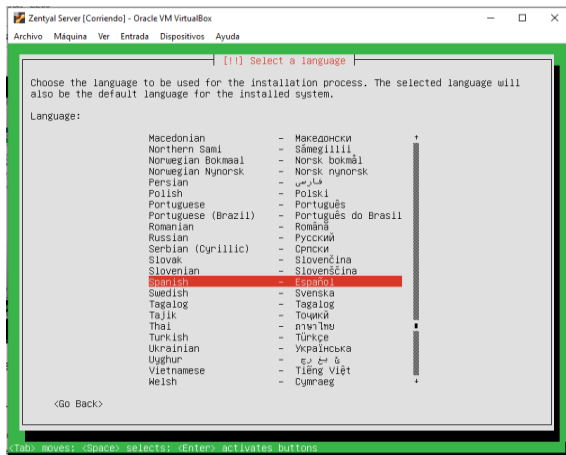 Zentyal Server [Corriendo] - Oracle VM VirtualBox
Archivo Máquina Ver Entrada Dispositivos Ayuda
[!!] Select a language
Choose the language to be used for the installation process. The selected language will
also be the default language for the installed system.
Language:
Macedonian - Македонски
Northern Sami - Sámegillii
Norwegian Bokmaal - Norsk bokmål
Norwegian Nynorsk - Norsk nynorsk
Persian - فارسی
Polish - Polski
Portuguese - Português
Portuguese (Brazil) - Português do Brasil
Romanian - Română
Russian - Русский
Serbian (Cyrillic) - Српски
Slovak - Slovenčina
Slovenian - Slovenščina
Spanish - Español
Swedish - Svenska
Tagalog - Tagalog
Tajik - Тоҷикӣ
Thai - ภาษาไทย
Turkish - Türkçe
Ukrainian - Українська
Uyghur -
Vietnamese - Tiếng Việt
Welsh - Cymraeg
<Go Back>
<Tab> moves; <Space> selects; <Enter> activates buttons